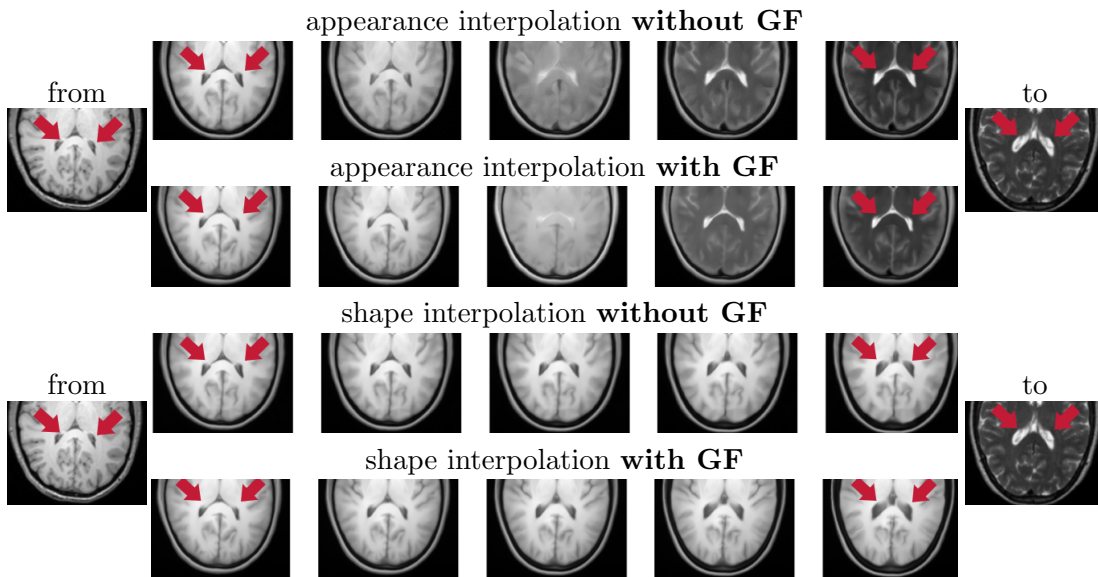 appearance interpolation without GF
from
to
appearance interpolation with GF
shape interpolation without GF
from
to
shape interpolation with GF